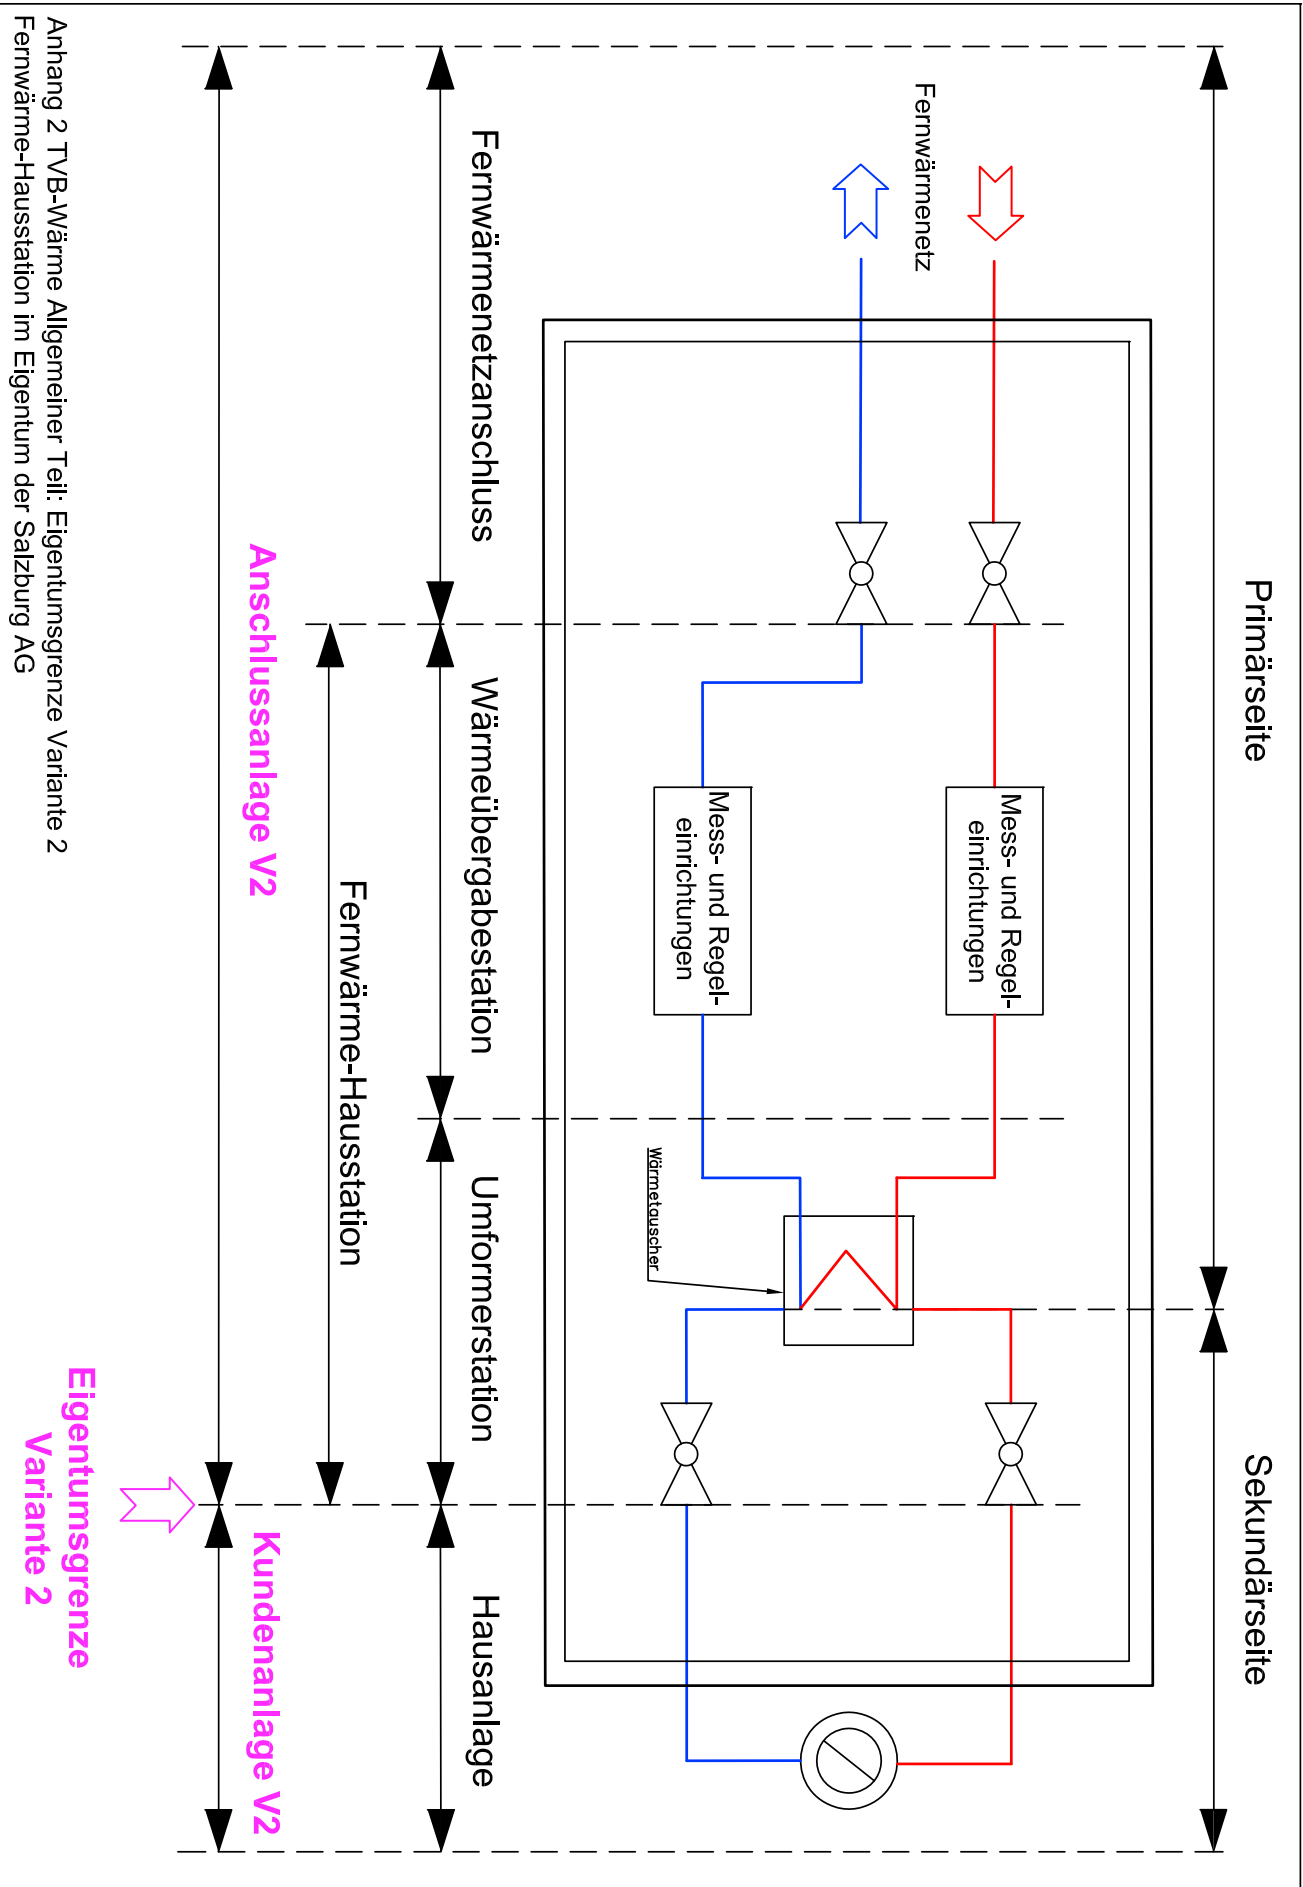 Primärseite
Sekundärseite
Fernwärmenetz
Mess- und Regel-
einrichtungen
Mess- und Regel-
einrichtungen
Wärmetauscher
Fernwärmenetzanschluss
Wärmeübergabestation
Umformerstation
Hausanlage
Fernwärme-Hausstation
Anschlussanlage V2
Kundenanlage V2
Eigentumsgrenze
Variante 2
Anhang 2 TVB-Wärme Allgemeiner Teil: Eigentumsgrenze Variante 2
Fernwärme-Hausstation im Eigentum der Salzburg AG